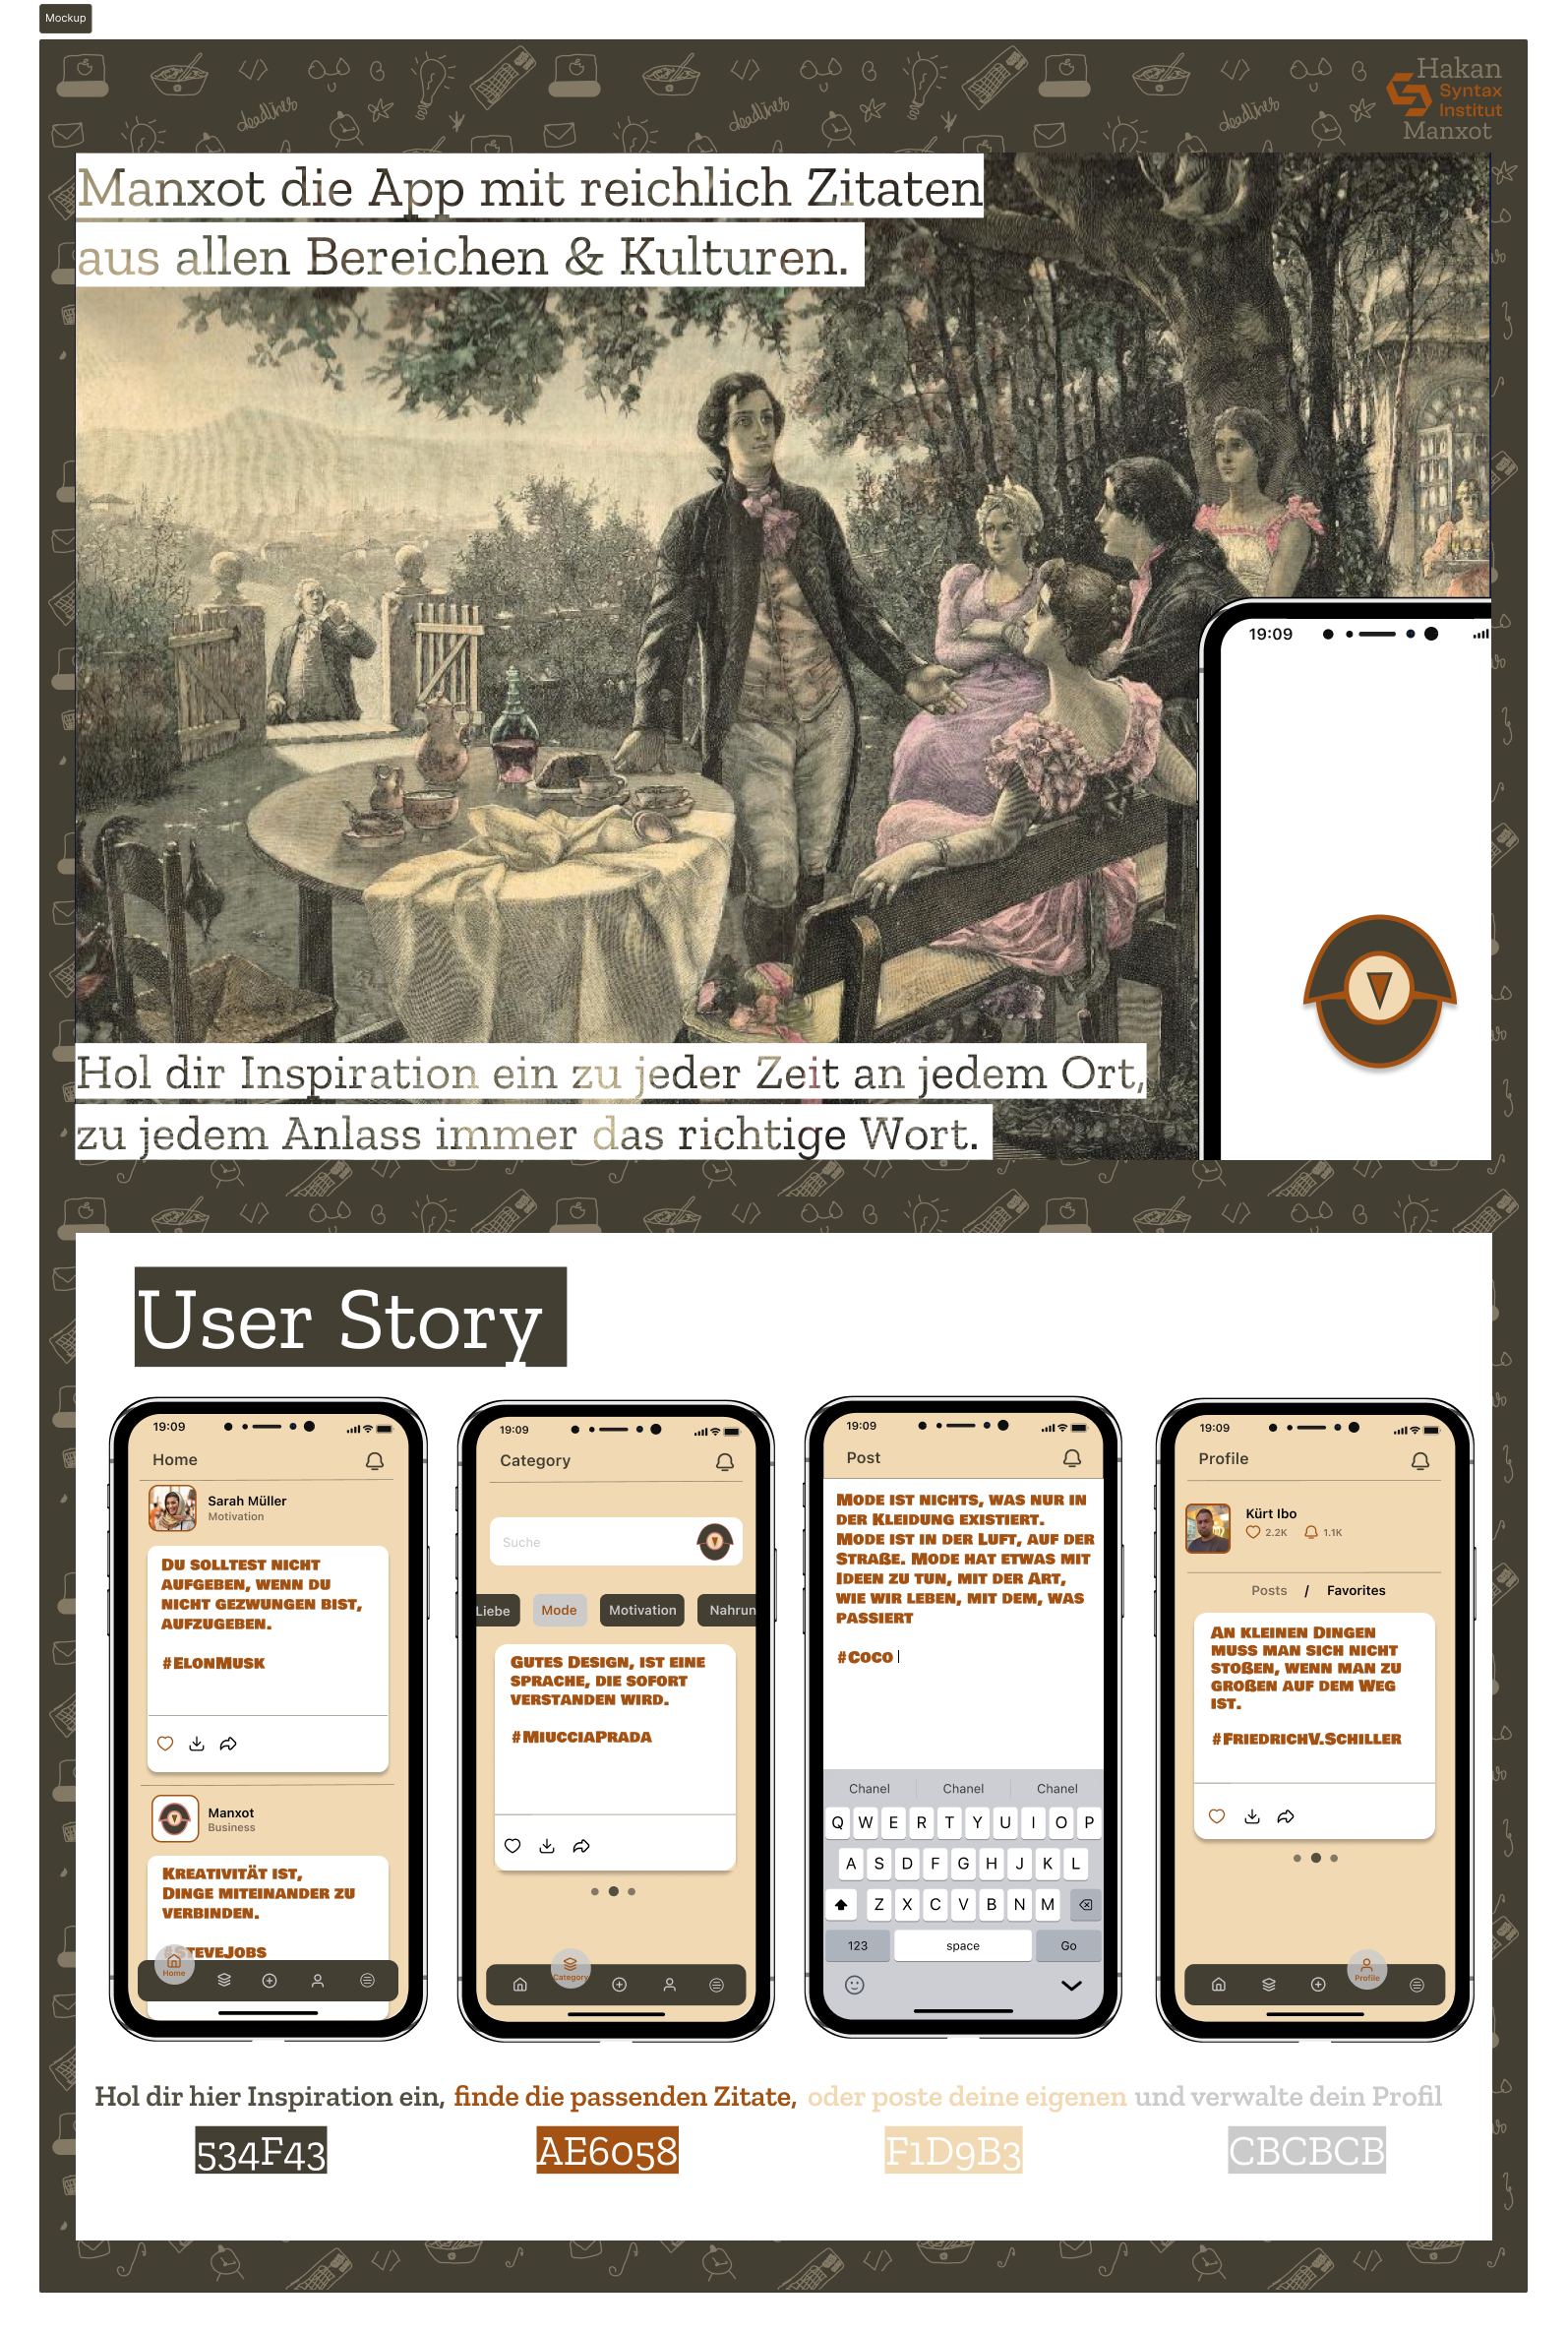 Mockup
Hakan
Syntax
Institut
Manxot
deadlines
deadlines
deadlines
Manxot die App mit reichlich Zitaten
aus allen Bereichen & Kulturen.
19:09
Hol dir Inspiration ein zu jeder Zeit an jedem Ort,
zu jedem Anlass immer das richtige Wort.
User Story
19:09
Home
Sarah Müller
Motivation
Du solltest nicht
aufgeben, wenn du
nicht gezwungen bist,
aufzugeben.
#ElonMusk
Manxot
Business
Kreativität ist,
Dinge miteinander zu
verbinden.
#SteveJobs
Home
19:09
Category
Suche
Liebe
Mode
Motivation
Nahrun
Gutes Design, ist eine
sprache, die sofort
verstanden wird.
#MiucciaPrada
Category
19:09
Post
Mode ist nichts, was nur in
der Kleidung existiert.
Mode ist in der Luft, auf der
Straße. Mode hat etwas mit
Ideen zu tun, mit der Art,
wie wir leben, mit dem, was
passiert
#Coco
Chanel Chanel Chanel
Q W E R T Y U I O P
A S D F G H J K L
Z X C V B N M
123 space Go
19:09
Profile
Kürt Ibo
2.2K 1.1K
Posts / Favorites
An kleinen Dingen
muss man sich nicht
stoßen, wenn man zu
großen auf dem Weg
ist.
#FriedrichV.Schiller
Profile
Hol dir hier Inspiration ein, finde die passenden Zitate, oder poste deine eigenen und verwalte dein Profil
534F43 AE6058 F1D9B3 CBCBCB